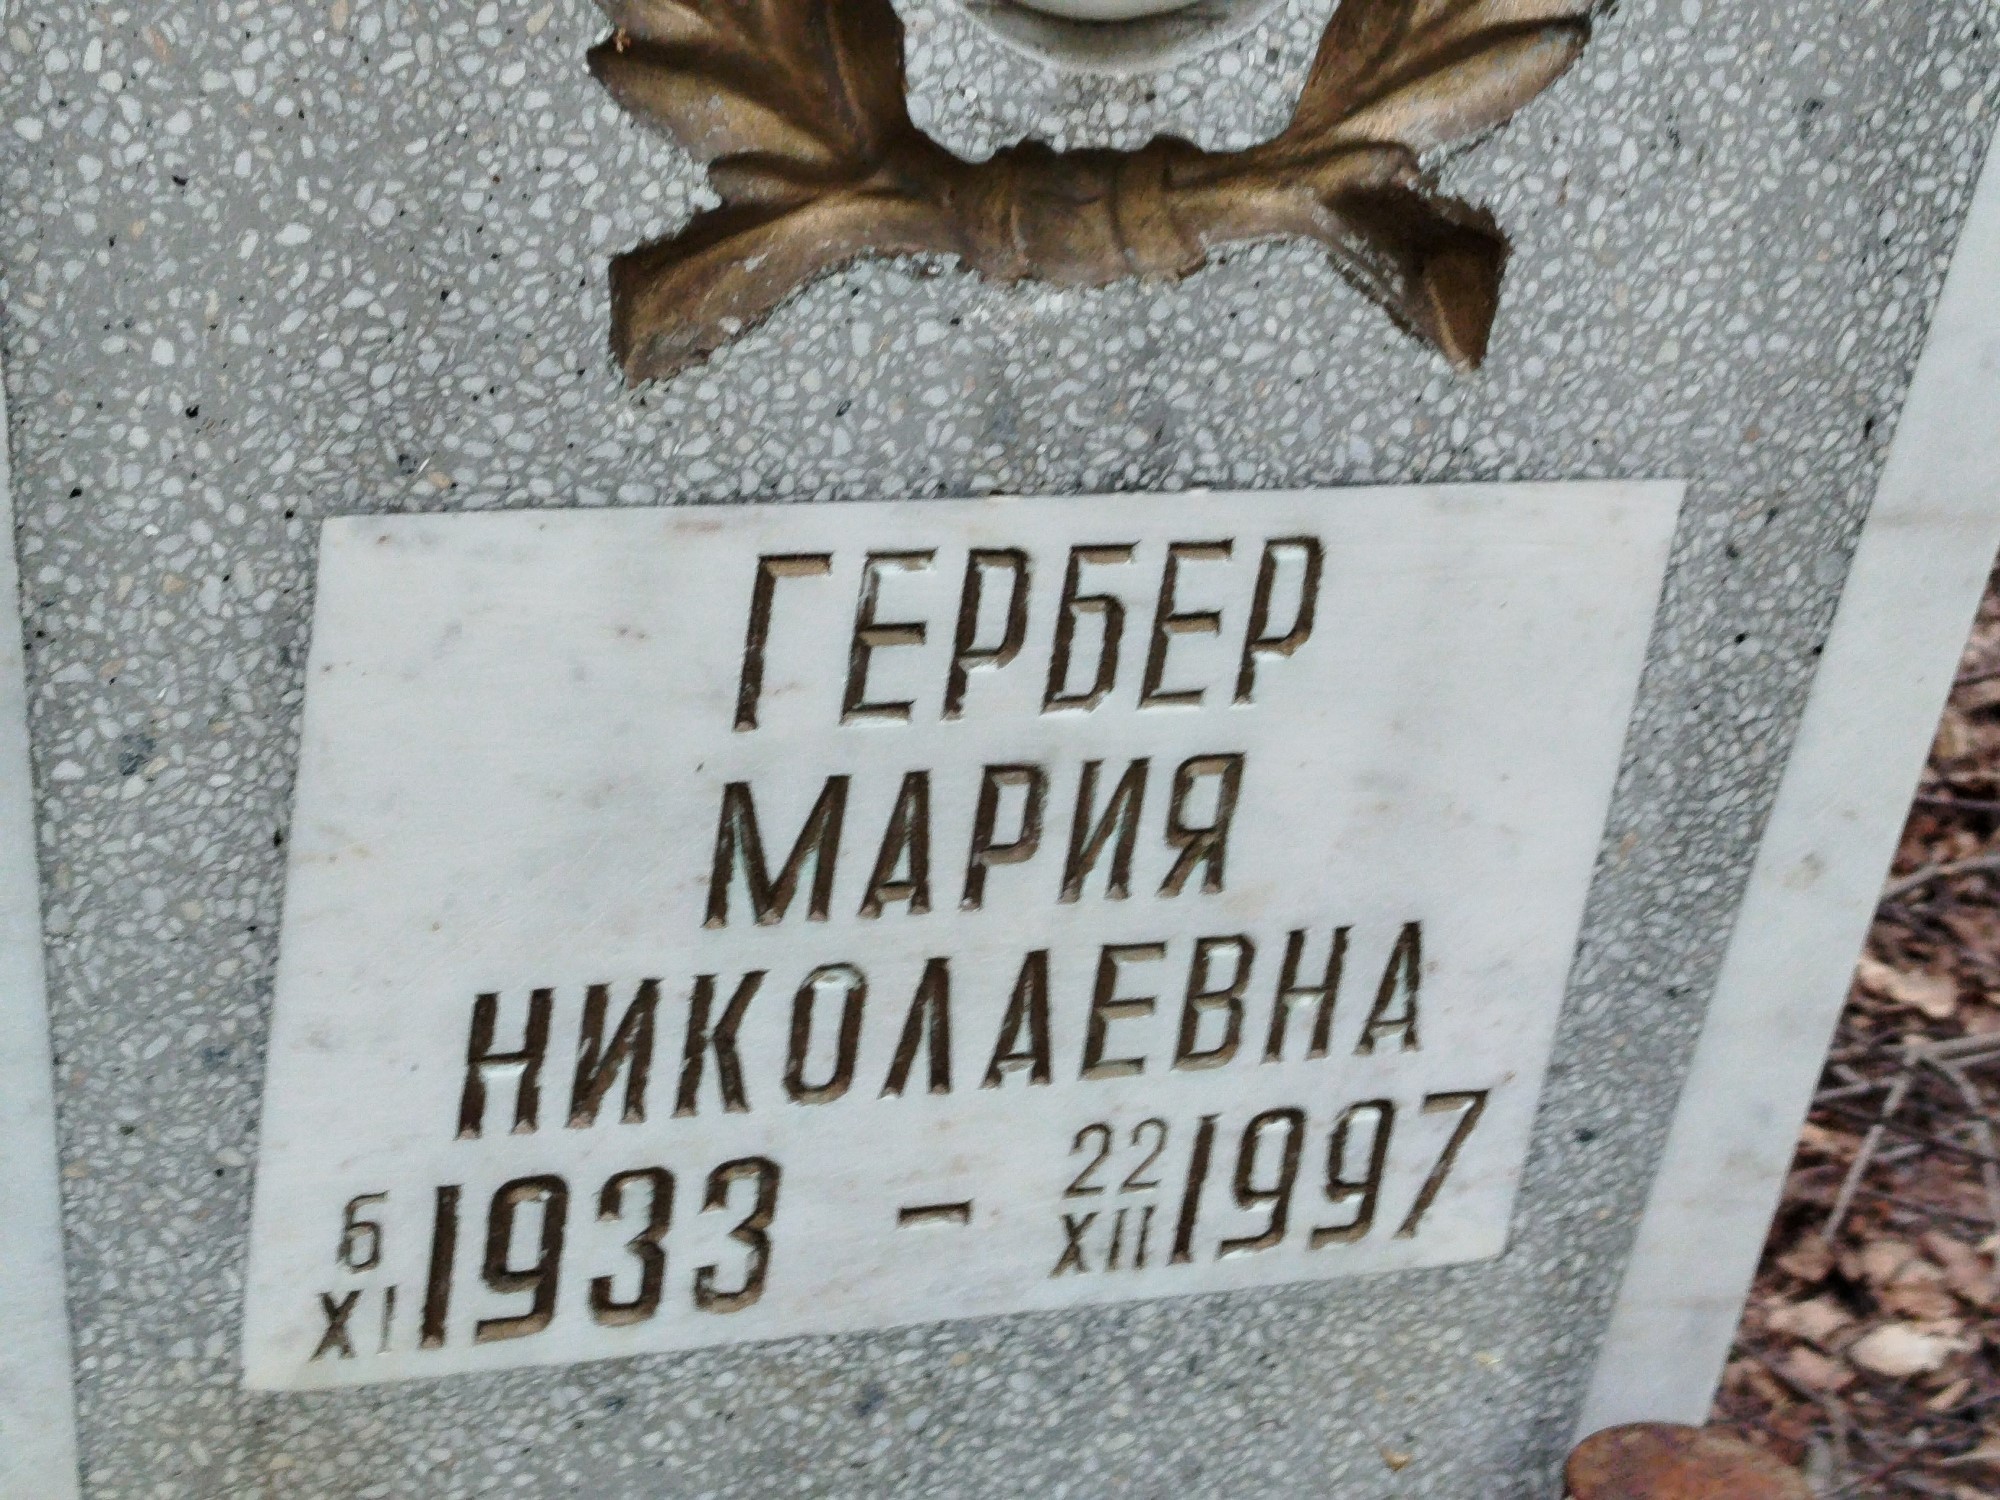 ГЕРБЕР
МАРИЯ
НИКОЛАЕВНА
6/XI 1933 - 22/XII 1997